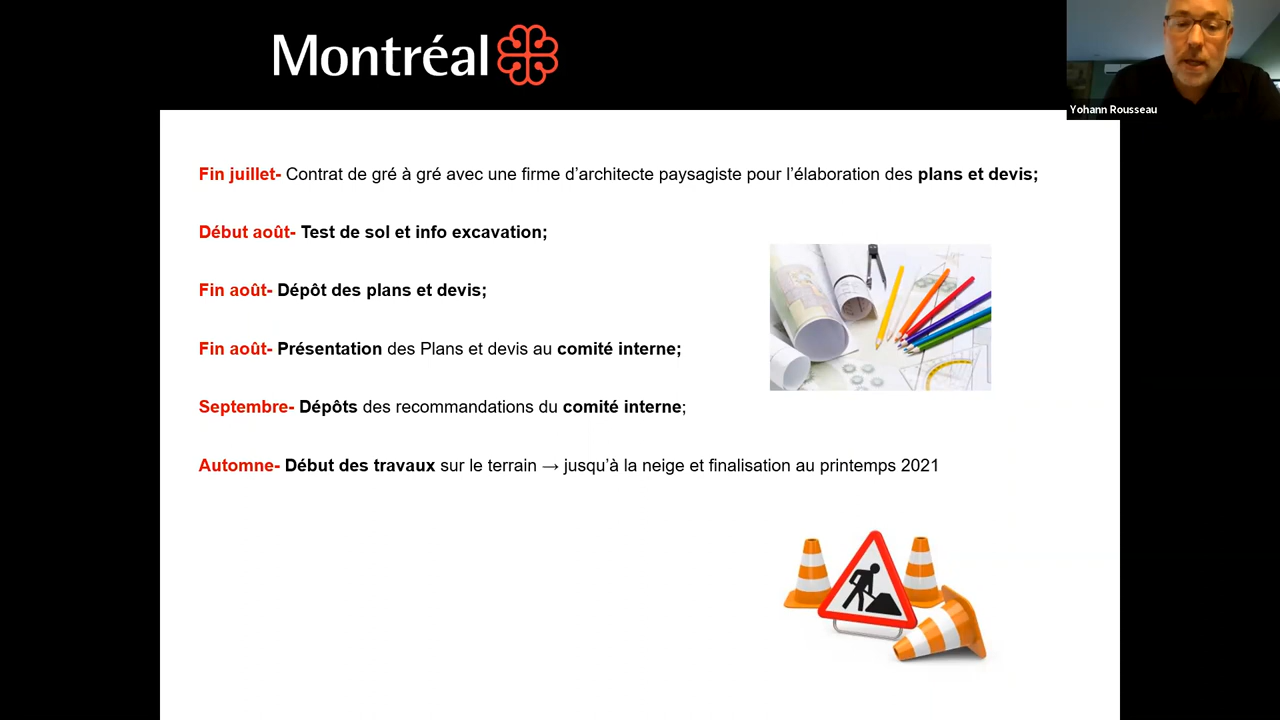 Montréal
Yohann Rousseau
Fin juillet- Contrat de gré à gré avec une firme d’architecte paysagiste pour l’élaboration des plans et devis;
Début août- Test de sol et info excavation;
Fin août- Dépôt des plans et devis;
Fin août- Présentation des Plans et devis au comité interne;
Septembre- Dépôts des recommandations du comité interne;
Automne- Début des travaux sur le terrain → jusqu’à la neige et finalisation au printemps 2021